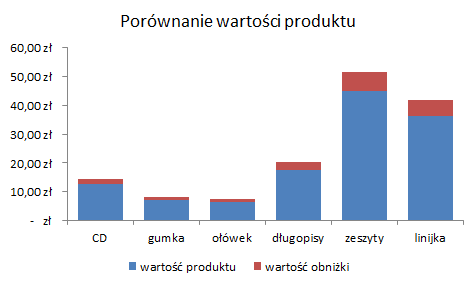 Porównanie wartości produktu
60,00 zł
50,00 zł
40,00 zł
30,00 zł
20,00 zł
10,00 zł
- zł
CD gumka ołówek długopisy zeszyty linijka
wartość produktu wartość obniżki